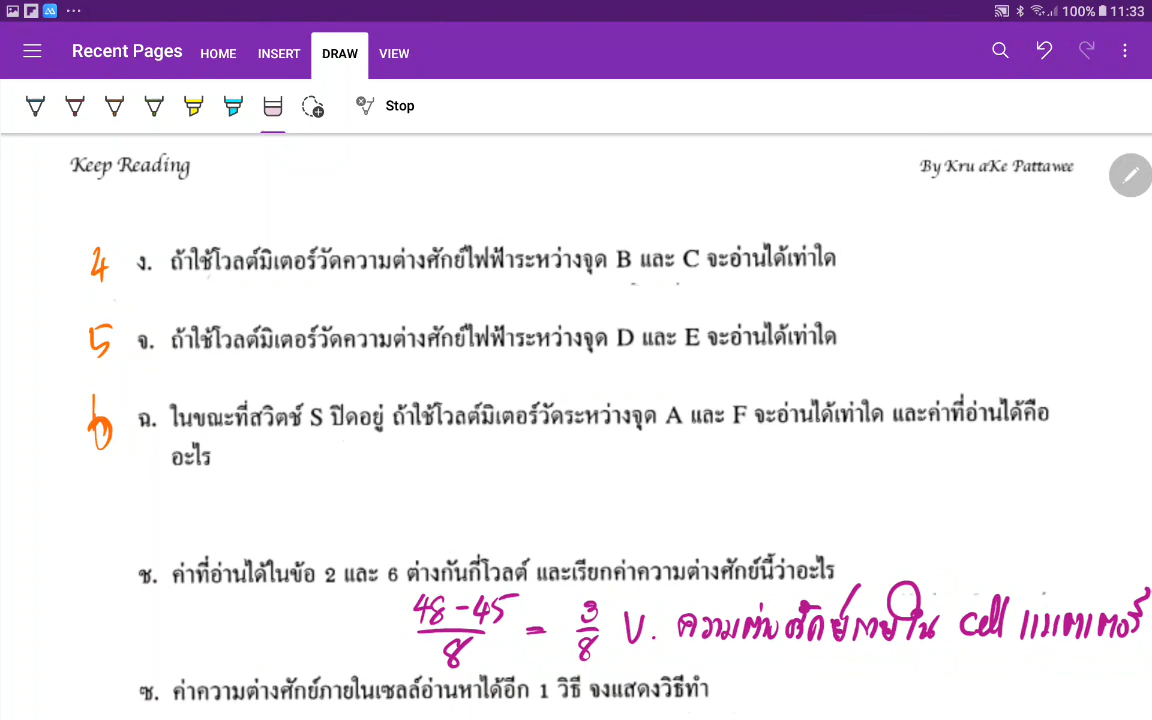 100% 11:33
Recent Pages HOME INSERT DRAW VIEW
Stop
Keep Reading By Kru aKe Pattawee
4 ง. ถ้าใช้โวลต์มิเตอร์วัดความต่างศักย์ไฟฟ้าระหว่างจุด B และ C จะอ่านได้เท่าใด
5 จ. ถ้าใช้โวลต์มิเตอร์วัดความต่างศักย์ไฟฟ้าระหว่างจุด D และ E จะอ่านได้เท่าใด
6 ฉ. ในขณะที่สวิตช์ S ปิดอยู่ ถ้าใช้โวลต์มิเตอร์วัดระหว่างจุด A และ F จะอ่านได้เท่าใด และค่าที่อ่านได้คือ
อะไร
ช. ค่าที่อ่านได้ในข้อ 2 และ 6 ต่างกันกี่โวลต์ และเรียกค่าความต่างศักย์นี้ว่าอะไร
48-45/8 = 3/8 V. ความต่างศักย์ภายใน cell แบตเตอรี่
ซ. ค่าความต่างศักย์ภายในเซลล์อ่านหาได้อีก 1 วิธี จงแสดงวิธีทำ